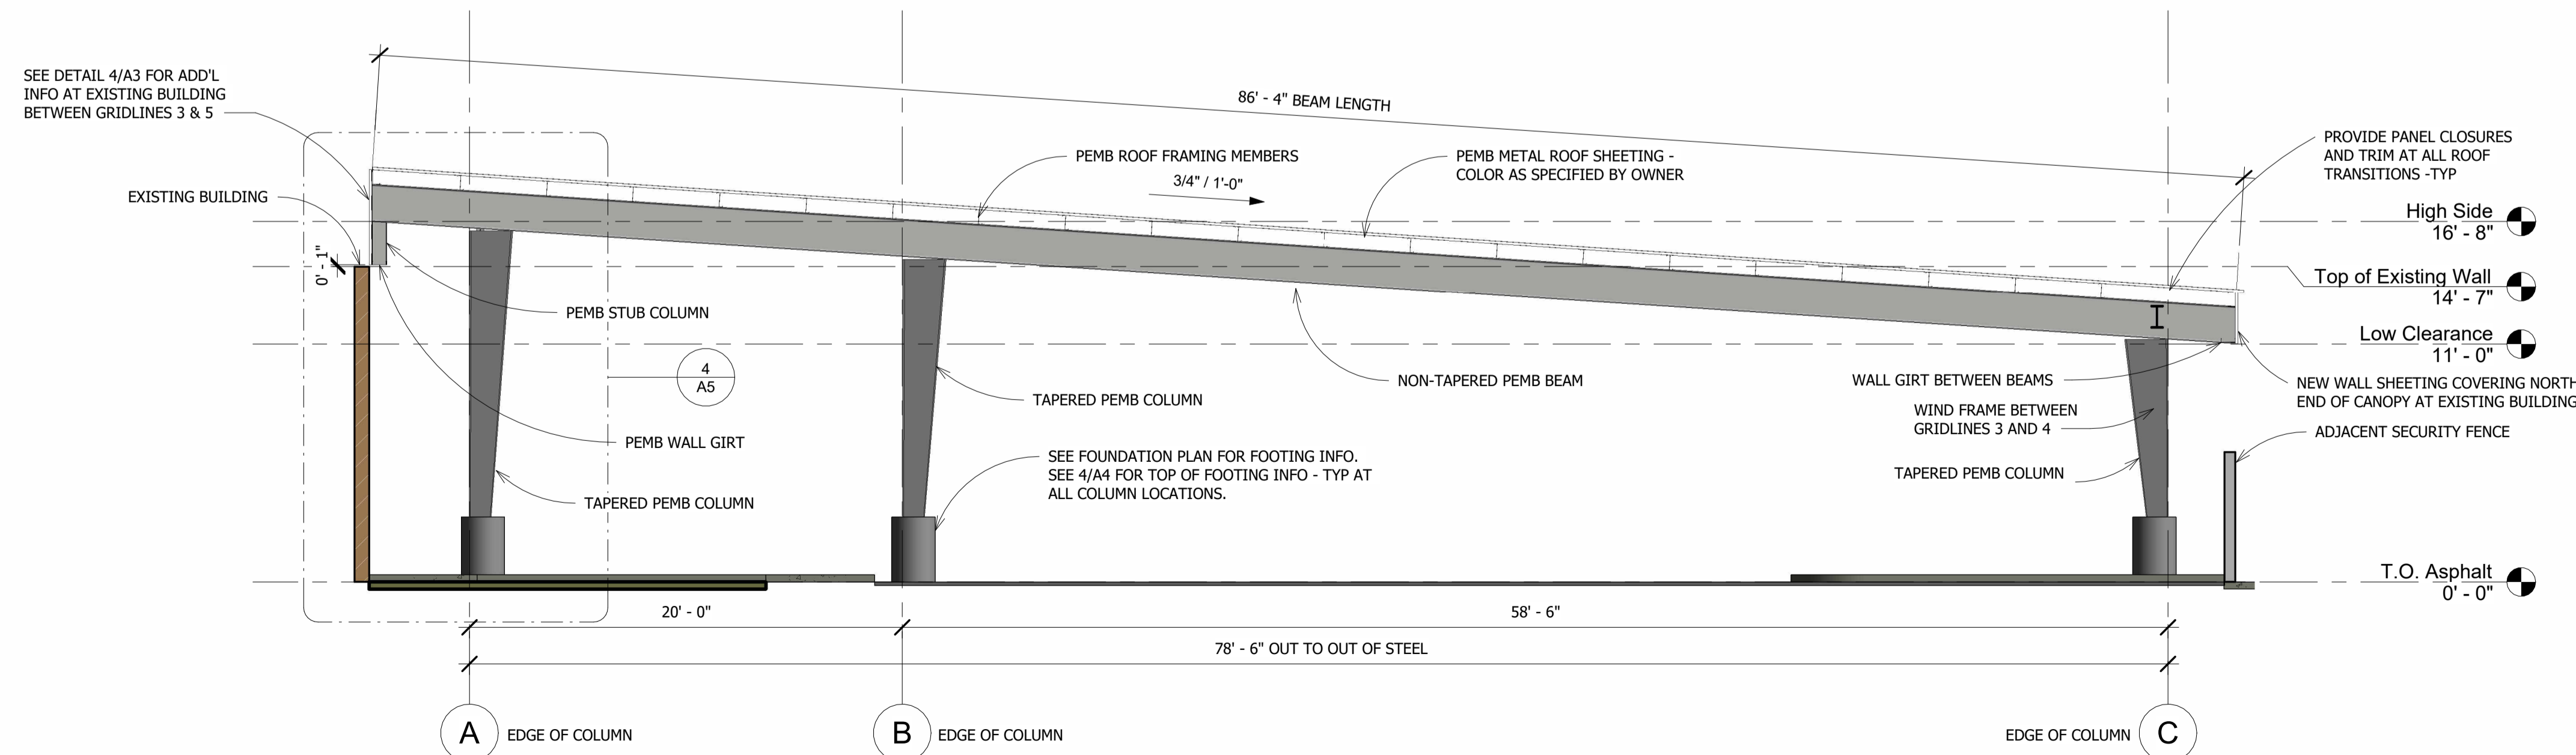 SEE DETAIL 4/A3 FOR ADD'L
INFO AT EXISTING BUILDING
BETWEEN GRIDLINES 3 & 5
EXISTING BUILDING
0' - 1"
86' - 4" BEAM LENGTH
PEMB ROOF FRAMING MEMBERS
3/4" / 1'-0"
PEMB METAL ROOF SHEETING -
COLOR AS SPECIFIED BY OWNER
PROVIDE PANEL CLOSURES
AND TRIM AT ALL ROOF
TRANSITIONS -TYP
High Side
16' - 8"
Top of Existing Wall
14' - 7"
Low Clearance
11' - 0"
PEMB STUB COLUMN
4
A5
PEMB WALL GIRT
TAPERED PEMB COLUMN
TAPERED PEMB COLUMN
SEE FOUNDATION PLAN FOR FOOTING INFO.
SEE 4/A4 FOR TOP OF FOOTING INFO - TYP AT
ALL COLUMN LOCATIONS.
NON-TAPERED PEMB BEAM
WALL GIRT BETWEEN BEAMS
WIND FRAME BETWEEN
GRIDLINES 3 AND 4
TAPERED PEMB COLUMN
NEW WALL SHEETING COVERING NORTH
END OF CANOPY AT EXISTING BUILDING
ADJACENT SECURITY FENCE
T.O. Asphalt
0' - 0"
20' - 0"
58' - 6"
78' - 6" OUT TO OUT OF STEEL
A
EDGE OF COLUMN
B
EDGE OF COLUMN
EDGE OF COLUMN
C